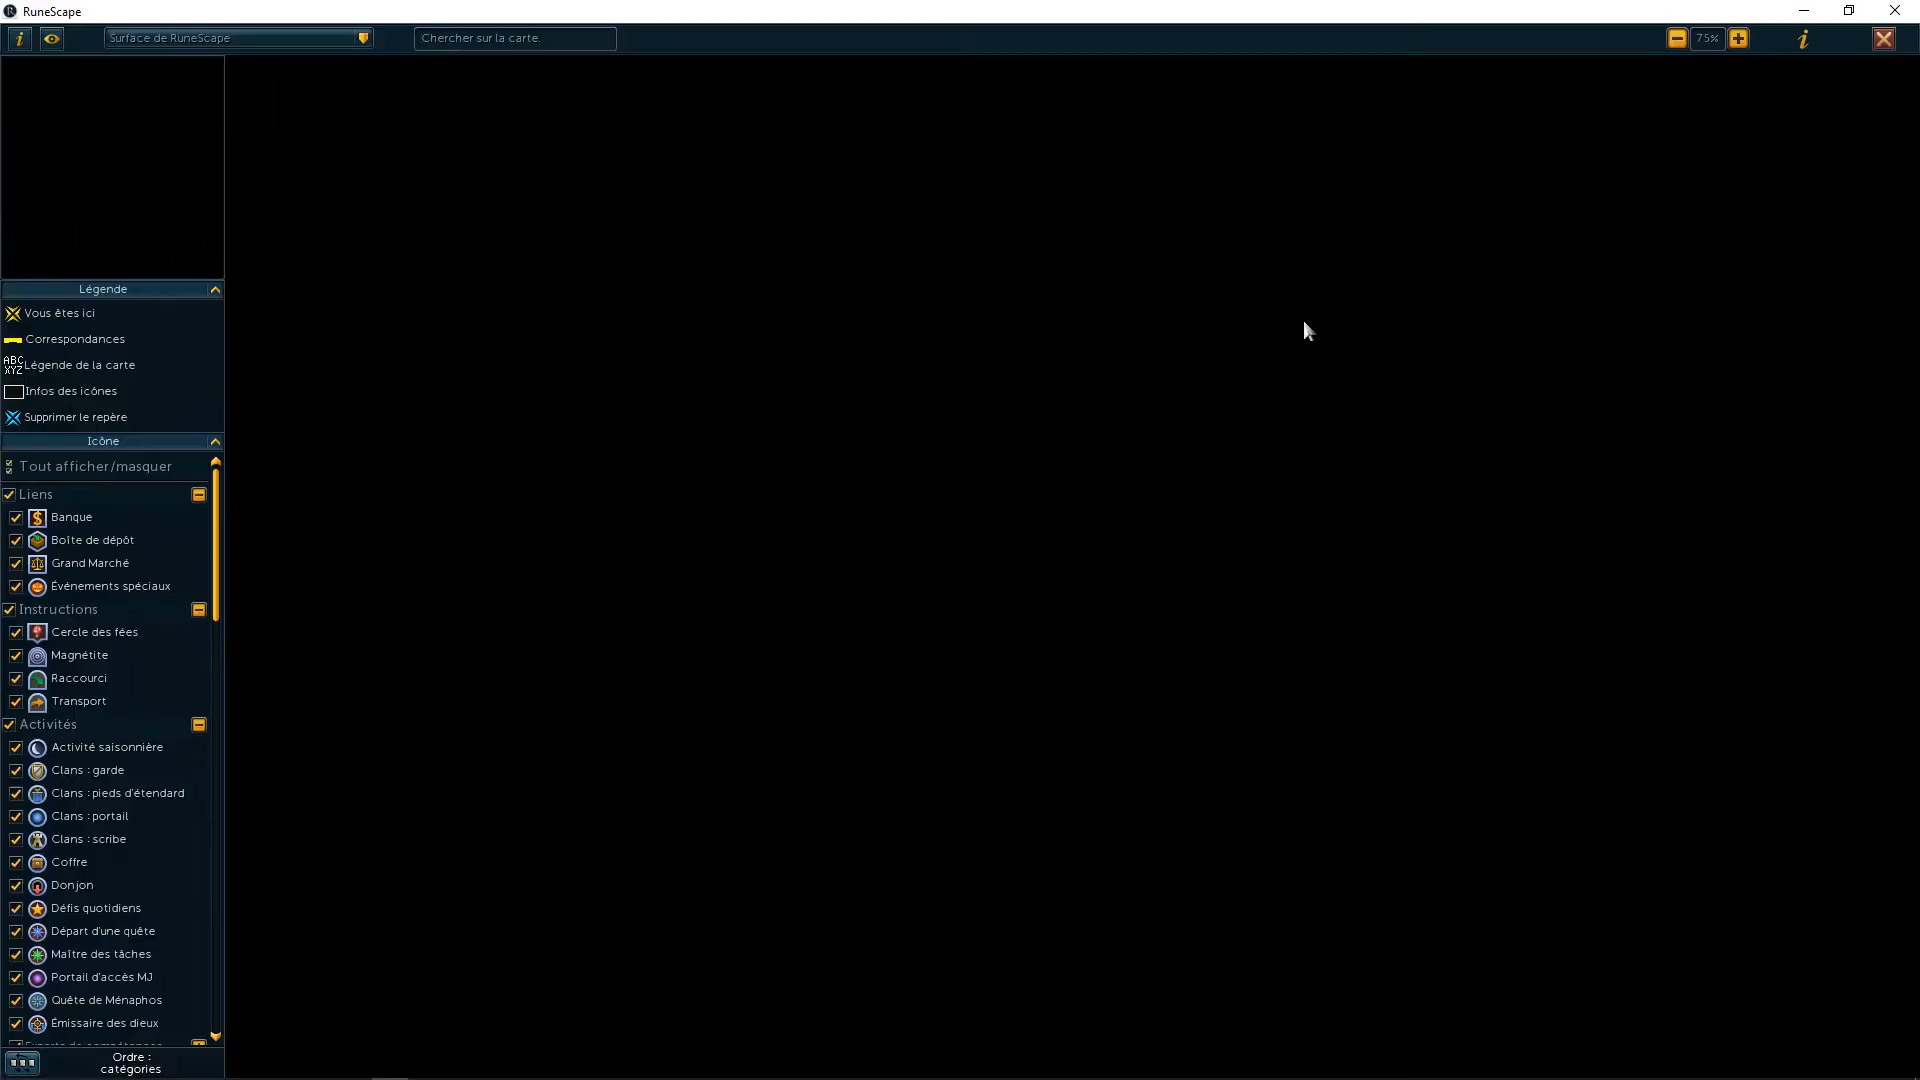 RuneScape
Surface de RuneScape
Chercher sur la carte.
75%
Légende
Vous êtes ici
Correspondances
ABC
XYZ
Légende de la carte
Infos des icônes
Supprimer le repère
Icône
Tout afficher/masquer
Liens
Banque
Boîte de dépôt
Grand Marché
Événements spéciaux
Instructions
Cercle des fées
Magnétite
Raccourci
Transport
Activités
Activité saisonnière
Clans : garde
Clans : pieds d'étendard
Clans : portail
Clans : scribe
Coffre
Donjon
Défis quotidiens
Départ d'une quête
Maître des tâches
Portail d'accès MJ
Quête de Ménaphos
Émissaire des dieux
Ordre :
catégories